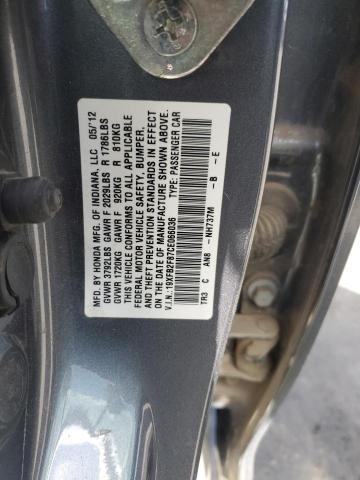 MFD. BY HONDA MFG. OF INDIANA, LLC 05/'12
GVWR 3792LBS GAWR F 2029LBS R 1786LBS
GVWR 1720KG GAWR F 920KG R 810KG
THIS VEHICLE CONFORMS TO ALL APPLICABLE
FEDERAL MOTOR VEHICLE SAFETY, BUMPER,
AND THEFT PREVENTION STANDARDS IN EFFECT
ON THE DATE OF MANUFACTURE SHOWN ABOVE.
V.I.N.: 19XFB2F87CE066036 TYPE: PASSENGER CAR
TR3 C AN8 -NH737M -B -E